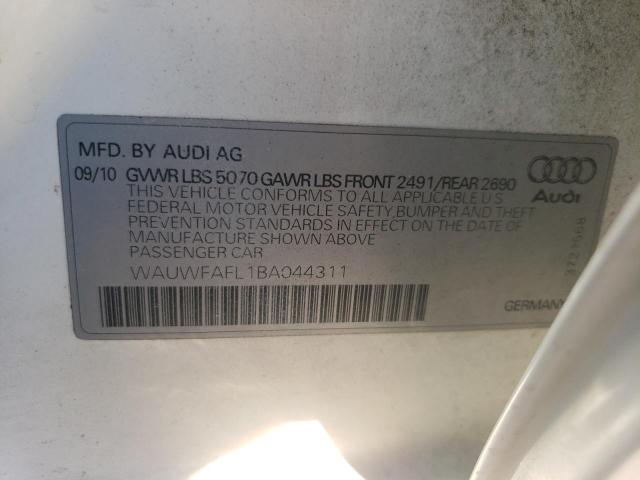 MFD. BY AUDI AG
09/10 GVWR LBS 5070 GAWR LBS FRONT 2491/REAR 2690
THIS VEHICLE CONFORMS TO ALL APPLICABLE U S
FEDERAL MOTOR VEHICLE SAFETY, BUMPER AND THEFT
PREVENTION STANDARDS IN EFFECT ON THE DATE OF
MANUFACTURE SHOWN ABOVE
PASSENGER CAR
WAUWFAFL1BA044311
Audi
GERMANY